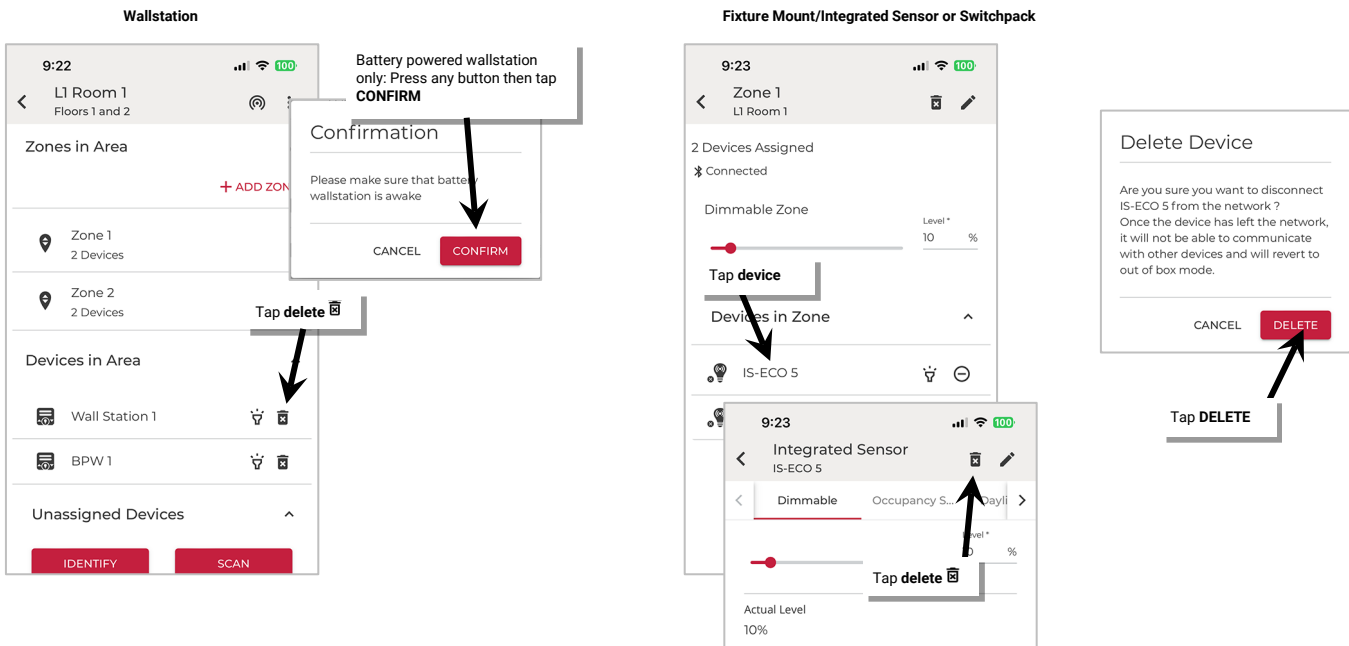 Wallstation
Fixture Mount/Integrated Sensor or Switchpack
9:22
100
L1 Room 1
Floors 1 and 2
Zones in Area
+ ADD ZON
Zone 1
2 Devices
Zone 2
2 Devices
Devices in Area
Wall Station 1
BPW 1
Unassigned Devices
IDENTIFY
SCAN
Battery powered wallstation
only: Press any button then tap
CONFIRM
Confirmation
Please make sure that battery
wallstation is awake
CANCEL
CONFIRM
Tap delete
9:23
100
Zone 1
L1 Room 1
2 Devices Assigned
Connected
Dimmable Zone
Level *
10 %
Tap device
Devices in Zone
IS-ECO 5
9:23
100
Integrated Sensor
IS-ECO 5
Dimmable
Occupancy S...
Dayli
Level *
%
Tap delete
Actual Level
10%
Delete Device
Are you sure you want to disconnect
IS-ECO 5 from the network ?
Once the device has left the network,
it will not be able to communicate
with other devices and will revert to
out of box mode.
CANCEL
DELETE
Tap DELETE